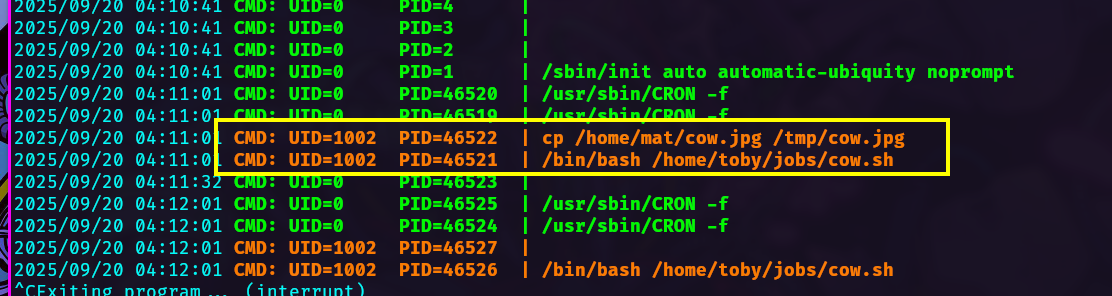 2025/09/20 04:10:41 CMD: UID=0 PID=4 |
2025/09/20 04:10:41 CMD: UID=0 PID=3 |
2025/09/20 04:10:41 CMD: UID=0 PID=2 |
2025/09/20 04:10:41 CMD: UID=0 PID=1 | /sbin/init auto automatic-ubiquity noprompt
2025/09/20 04:11:01 CMD: UID=0 PID=46520 | /usr/sbin/CRON -f
2025/09/20 04:11:01 CMD: UID=0 PID=46519 | /usr/sbin/CRON -f
2025/09/20 04:11:01 CMD: UID=1002 PID=46522 | cp /home/mat/cow.jpg /tmp/cow.jpg
2025/09/20 04:11:01 CMD: UID=1002 PID=46521 | /bin/bash /home/toby/jobs/cow.sh
2025/09/20 04:11:32 CMD: UID=0 PID=46523 |
2025/09/20 04:12:01 CMD: UID=0 PID=46525 | /usr/sbin/CRON -f
2025/09/20 04:12:01 CMD: UID=0 PID=46524 | /usr/sbin/CRON -f
2025/09/20 04:12:01 CMD: UID=1002 PID=46527 |
2025/09/20 04:12:01 CMD: UID=1002 PID=46526 | /bin/bash /home/toby/jobs/cow.sh
^CExiting program... (interrupt)